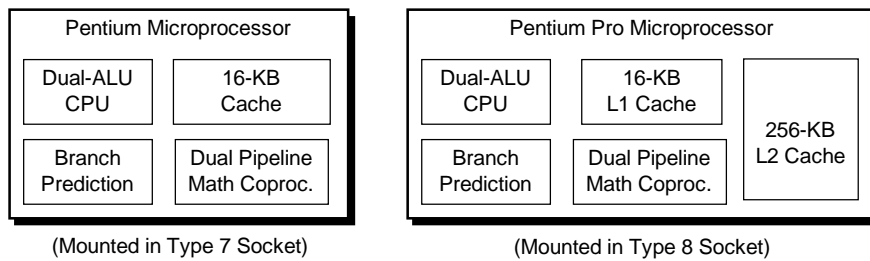 Pentium Microprocessor
Dual-ALU
CPU
16-KB
Cache
Branch
Prediction
Dual Pipeline
Math Coproc.
(Mounted in Type 7 Socket)
Pentium Pro Microprocessor
Dual-ALU
CPU
16-KB
L1 Cache
256-KB
L2 Cache
Branch
Prediction
Dual Pipeline
Math Coproc.
(Mounted in Type 8 Socket)